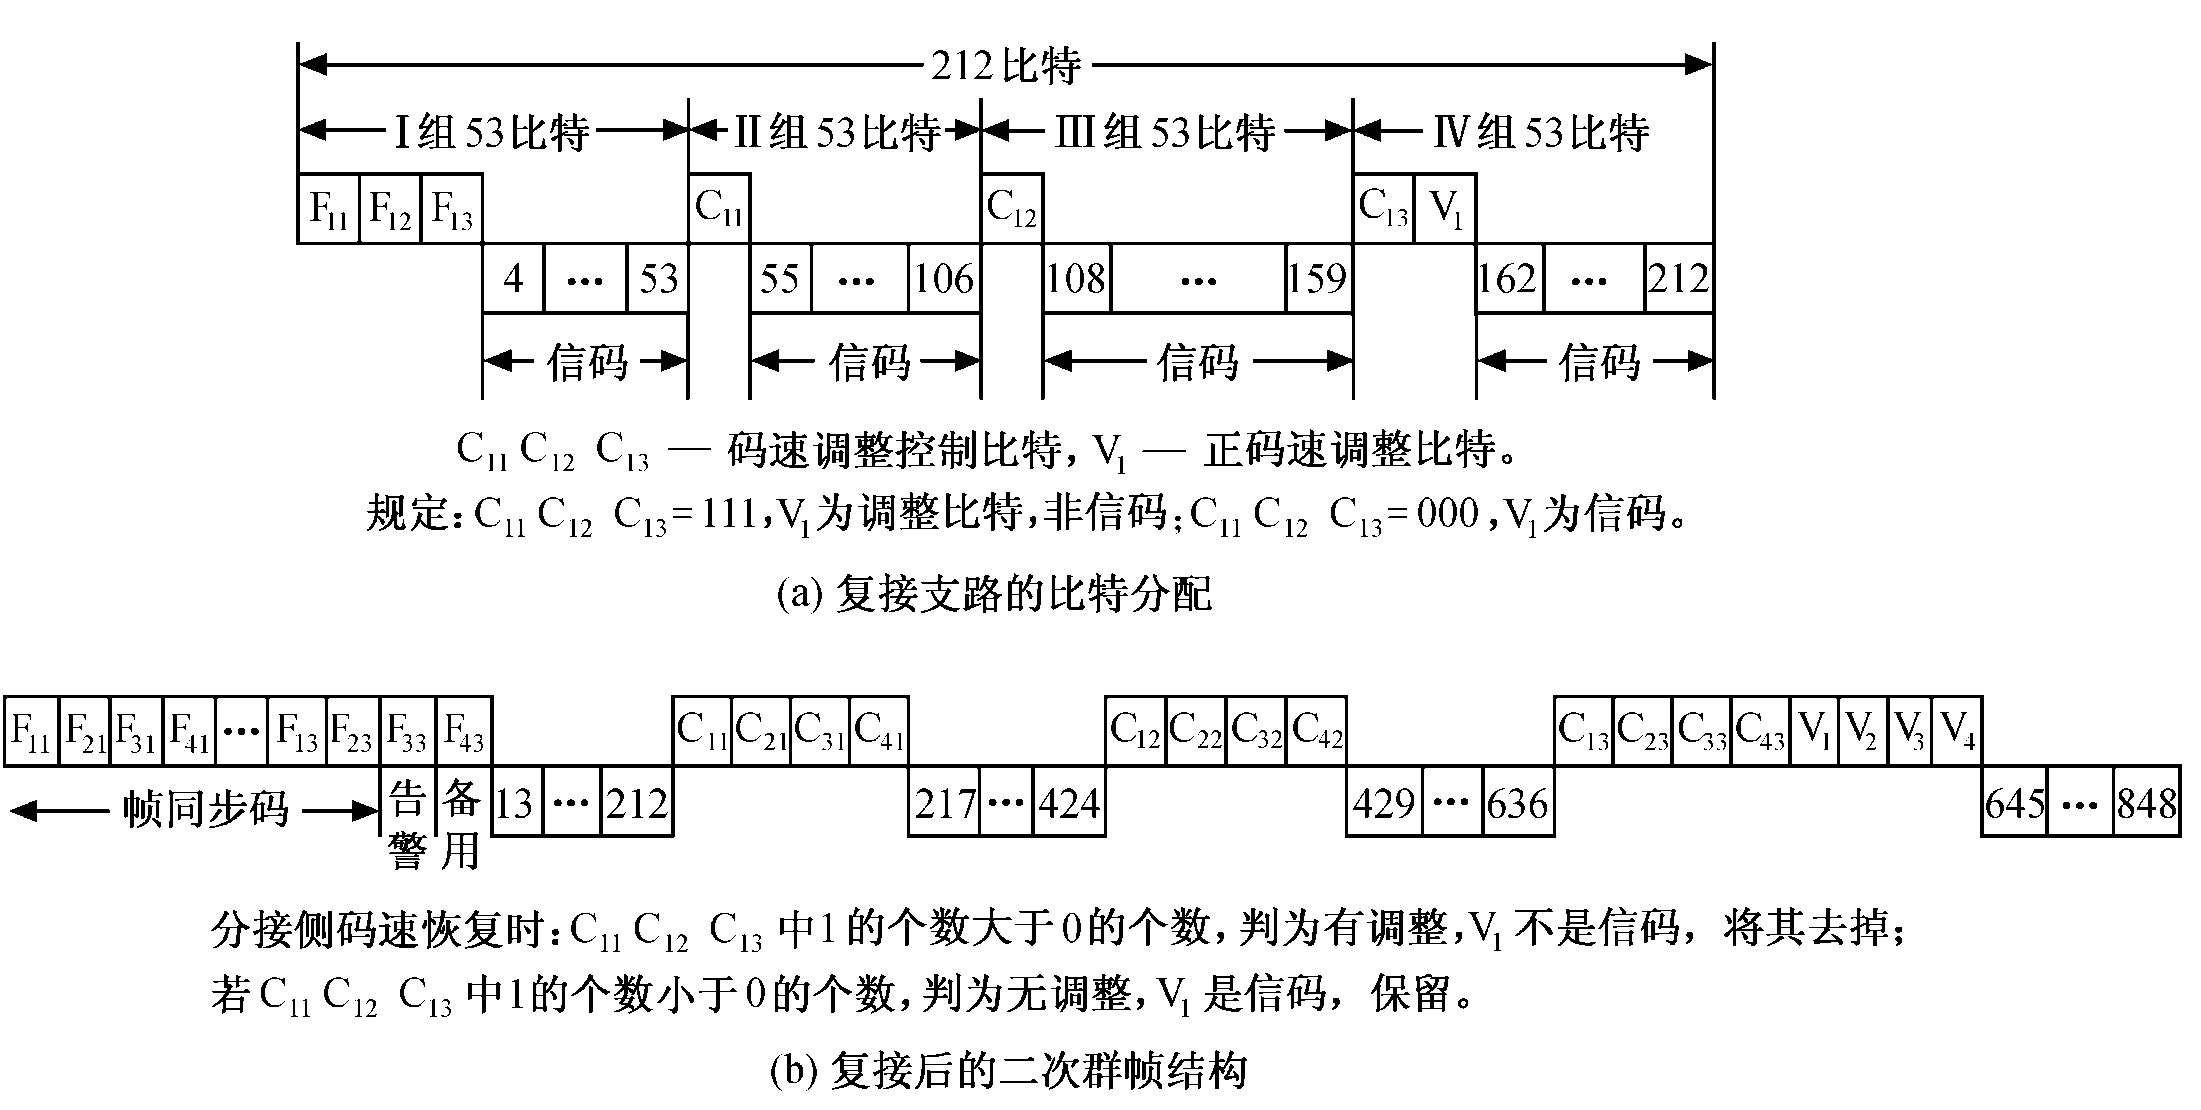 212比特
Ⅰ组53比特 Ⅱ组53比特 Ⅲ组53比特 Ⅳ组53比特
F₁₁ F₁₂ F₁₃ C₁₁ C₁₂ C₁₃ V₁
4 … 53 55 … 106 108 … 159 162 … 212
信码 信码 信码 信码
C₁₁ C₁₂ C₁₃ — 码速调整控制比特, V₁ — 正码速调整比特。
规定: C₁₁ C₁₂ C₁₃=111,V₁为调整比特,非信码;C₁₁ C₁₂ C₁₃=000,V₁为信码。
(a) 复接支路的比特分配
F₁₁ F₂₁ F₃₁ F₄₁ … F₁₃ F₂₃ F₃₃ F₄₃ C₁₁ C₂₁ C₃₁ C₄₁ C₁₂ C₂₂ C₃₂ C₄₂ C₁₃ C₂₃ C₃₃ C₄₃ V₁ V₂ V₃ V₄
帧同步码 告警 备用 13 … 212 217 … 424 429 … 636 645 … 848
分接侧码速恢复时: C₁₁ C₁₂ C₁₃ 中1的个数大于0的个数, 判为有调整,V₁ 不是信码, 将其去掉;
若C₁₁ C₁₂ C₁₃ 中1的个数小于0的个数, 判为无调整, V₁ 是信码, 保留。
(b) 复接后的二次群帧结构